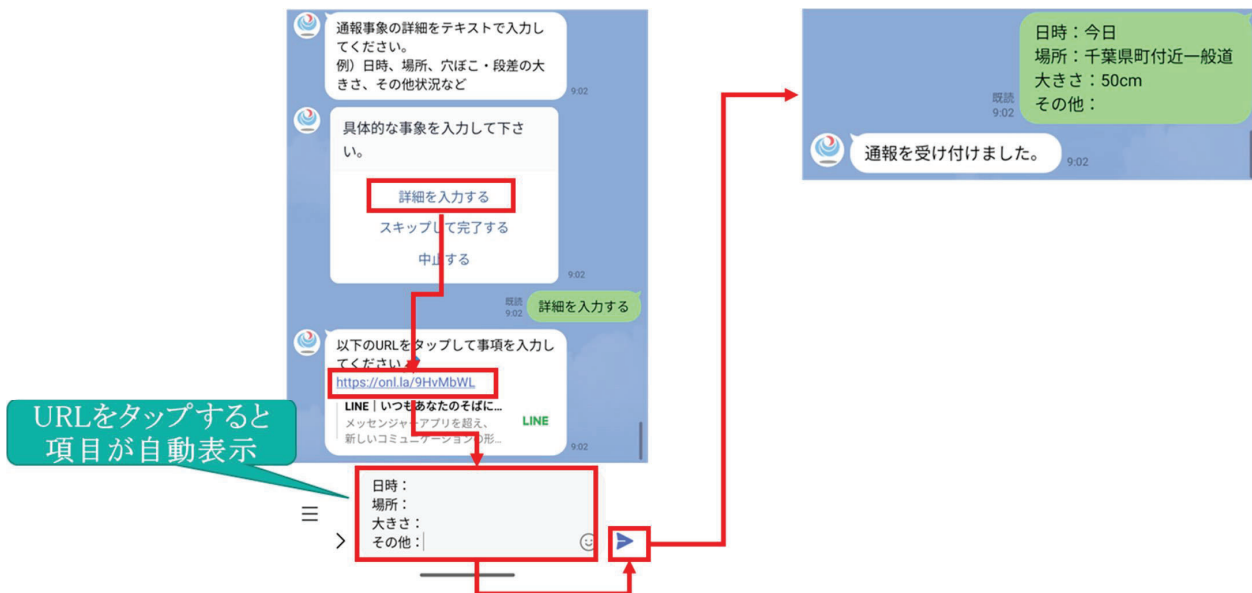 通報事象の詳細をテキストで入力し
てください。
例）日時、場所、穴ぼこ・段差の大
きさ、その他状況など
9:02
具体的な事象を入力して下さ
い。
詳細を入力する
スキップして完了する
中止する
9:02
既読
9:02
詳細を入力する
以下のURLをタップして事項を入力し
てください
https://onl.la/9HvMbWL
LINE｜いつもあなたのそばに...
メッセンジャーアプリを超え、
新しいコミュニケーションの形...
LINE
9:02
URLをタップすると
項目が自動表示
日時：
場所：
大きさ：
その他：
日時：今日
場所：千葉県町付近一般道
大きさ：50cm
その他：
既読
9:02
通報を受け付けました。
9:02